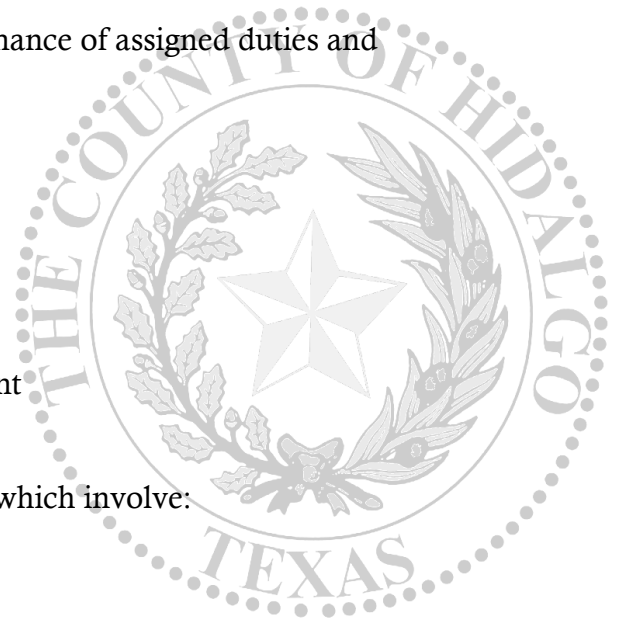 nance of assigned duties and
THE COUNTY OF HIDALGO
nt
which involve:
TEXAS